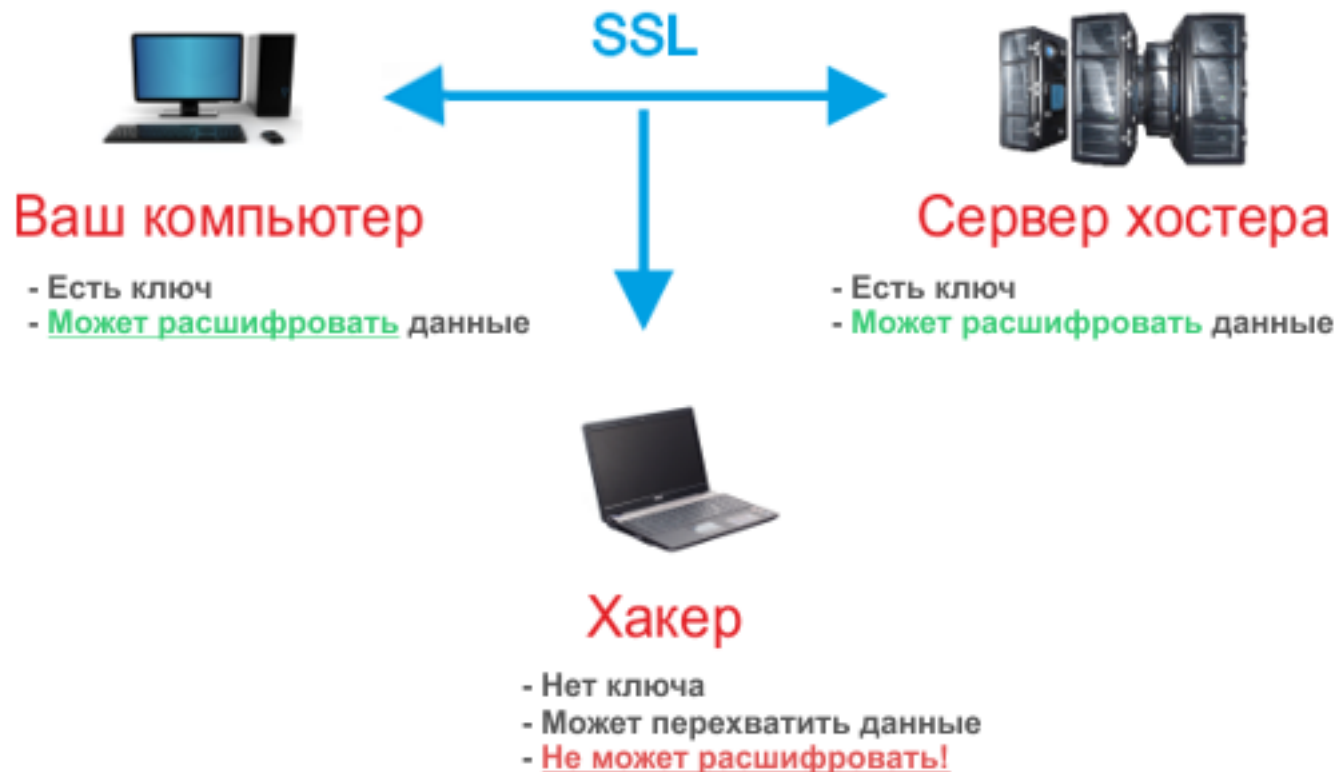 SSL
Ваш компьютер
- Есть ключ
- Может расшифровать данные
Сервер хостера
- Есть ключ
- Может расшифровать данные
Хакер
- Нет ключа
- Может перехватить данные
- Не может расшифровать!